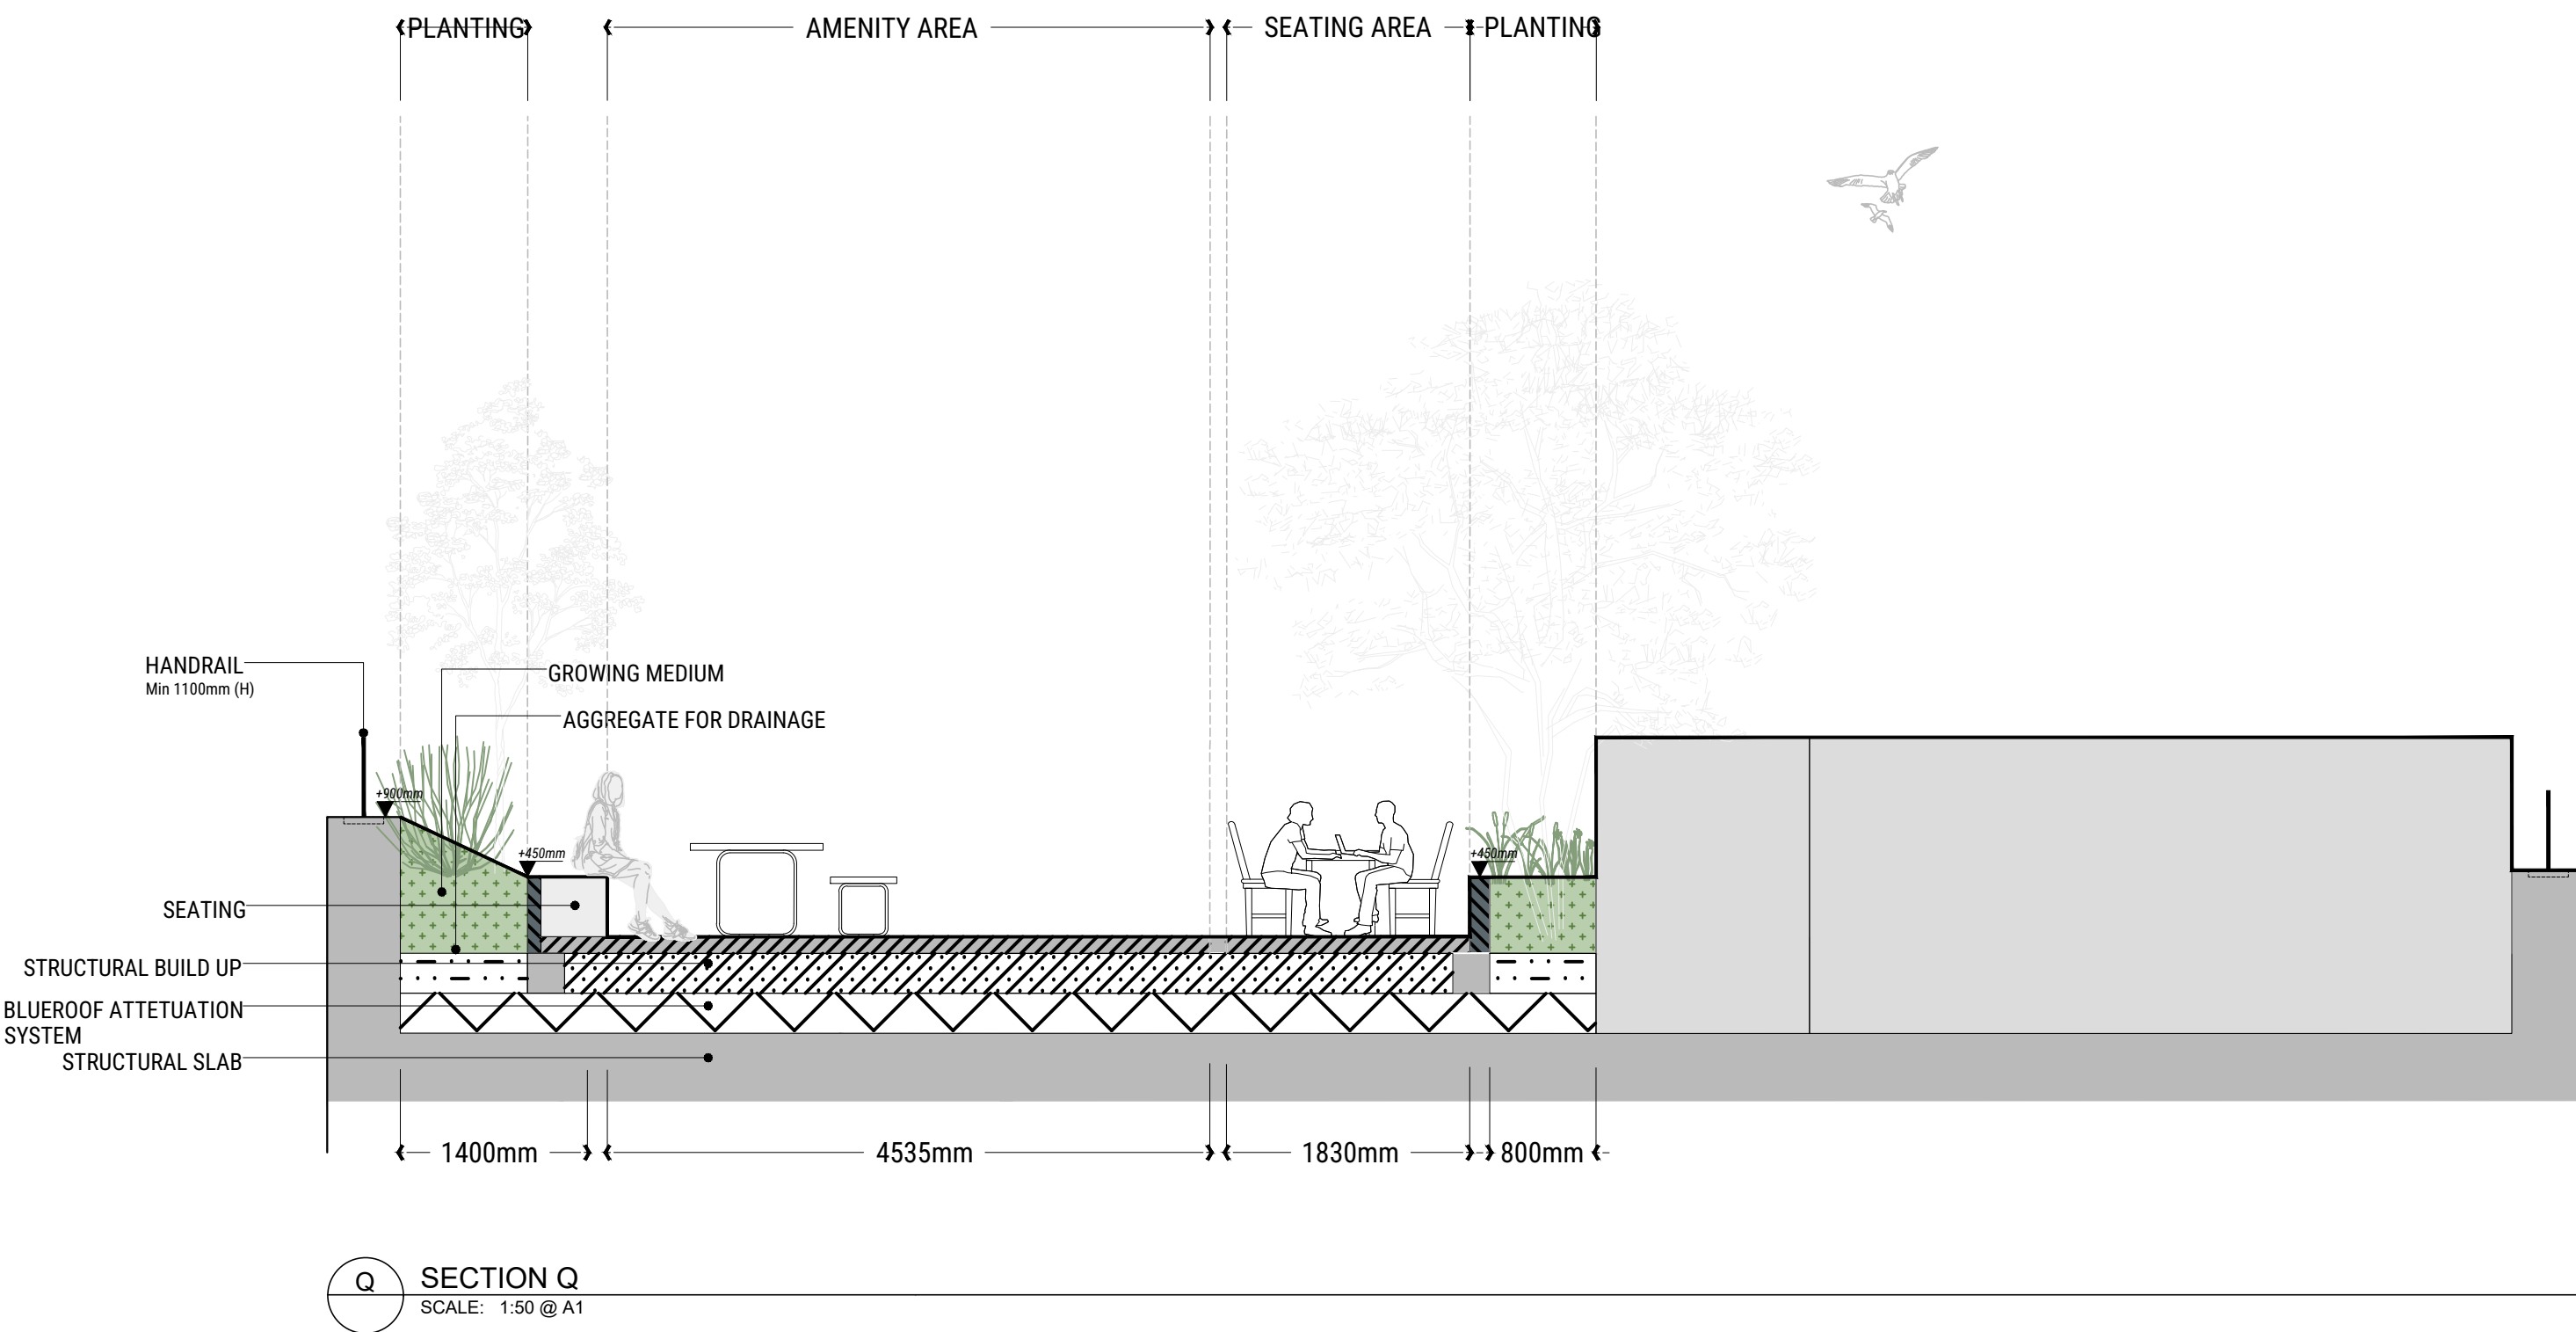 PLANTING
AMENITY AREA
SEATING AREA
PLANTING
HANDRAIL
Min 1100mm (H)
GROWING MEDIUM
AGGREGATE FOR DRAINAGE
+900mm
+450mm
+450mm
SEATING
STRUCTURAL BUILD UP
BLUEROOF ATTETUATION
SYSTEM
STRUCTURAL SLAB
1400mm
4535mm
1830mm
800mm
Q
SECTION Q
SCALE: 1:50 @ A1